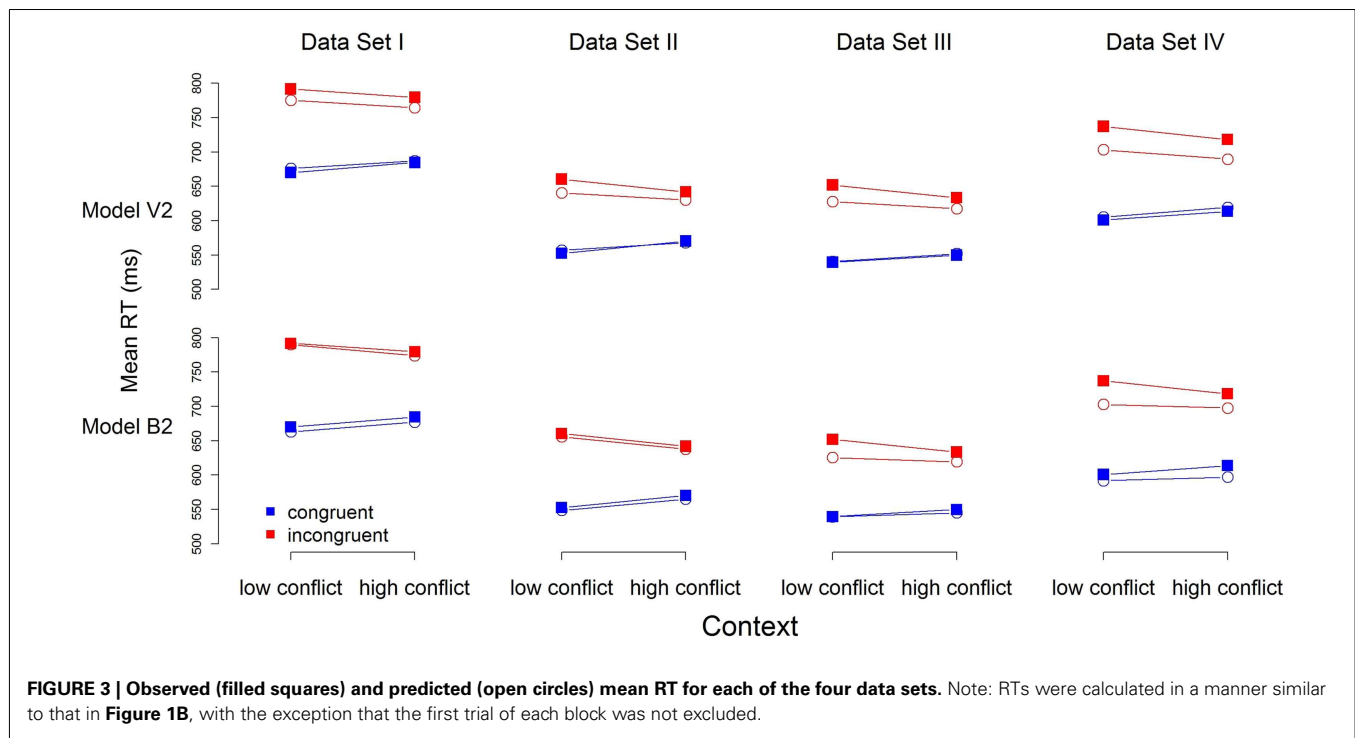 Data Set I
Data Set II
Data Set III
Data Set IV
Mean RT (ms)
Model V2
800
750
700
650
600
550
500
Model B2
800
750
700
650
600
550
500
congruent
incongruent
low conflict high conflict
low conflict high conflict
low conflict high conflict
low conflict high conflict
Context
FIGURE 3 | Observed (filled squares) and predicted (open circles) mean RT for each of the four data sets. Note: RTs were calculated in a manner similar
to that in Figure 1B, with the exception that the first trial of each block was not excluded.